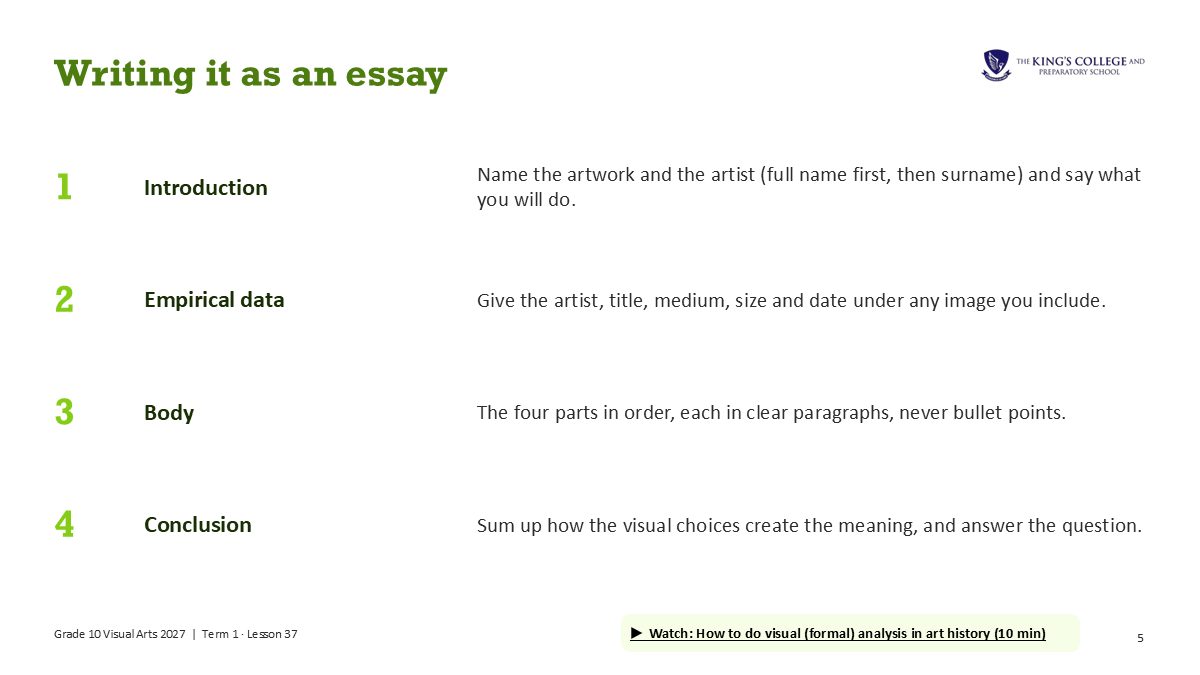 Writing it as an essay
THE KING'S COLLEGE AND
PREPARATORY SCHOOL
1
Introduction
Name the artwork and the artist (full name first, then surname) and say what
you will do.
2
Empirical data
Give the artist, title, medium, size and date under any image you include.
3
Body
The four parts in order, each in clear paragraphs, never bullet points.
4
Conclusion
Sum up how the visual choices create the meaning, and answer the question.
Grade 10 Visual Arts 2027 | Term 1 · Lesson 37
▶ Watch: How to do visual (formal) analysis in art history (10 min)
5